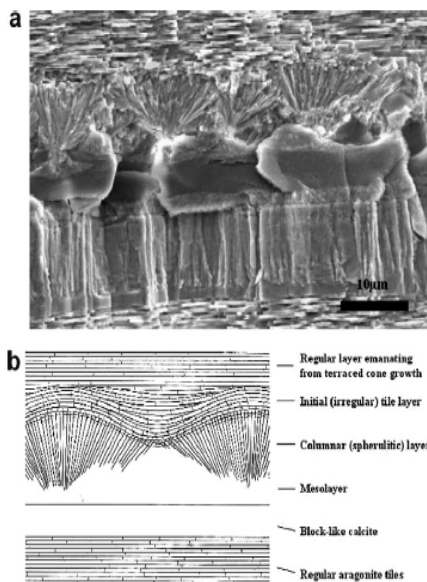 a
10μm
b
Regular layer emanating
from terraced cone growth
Initial (irregular) tile layer
Columnar (spherulitic) layer
Mesolayer
Block-like calcite
Regular aragonite tiles